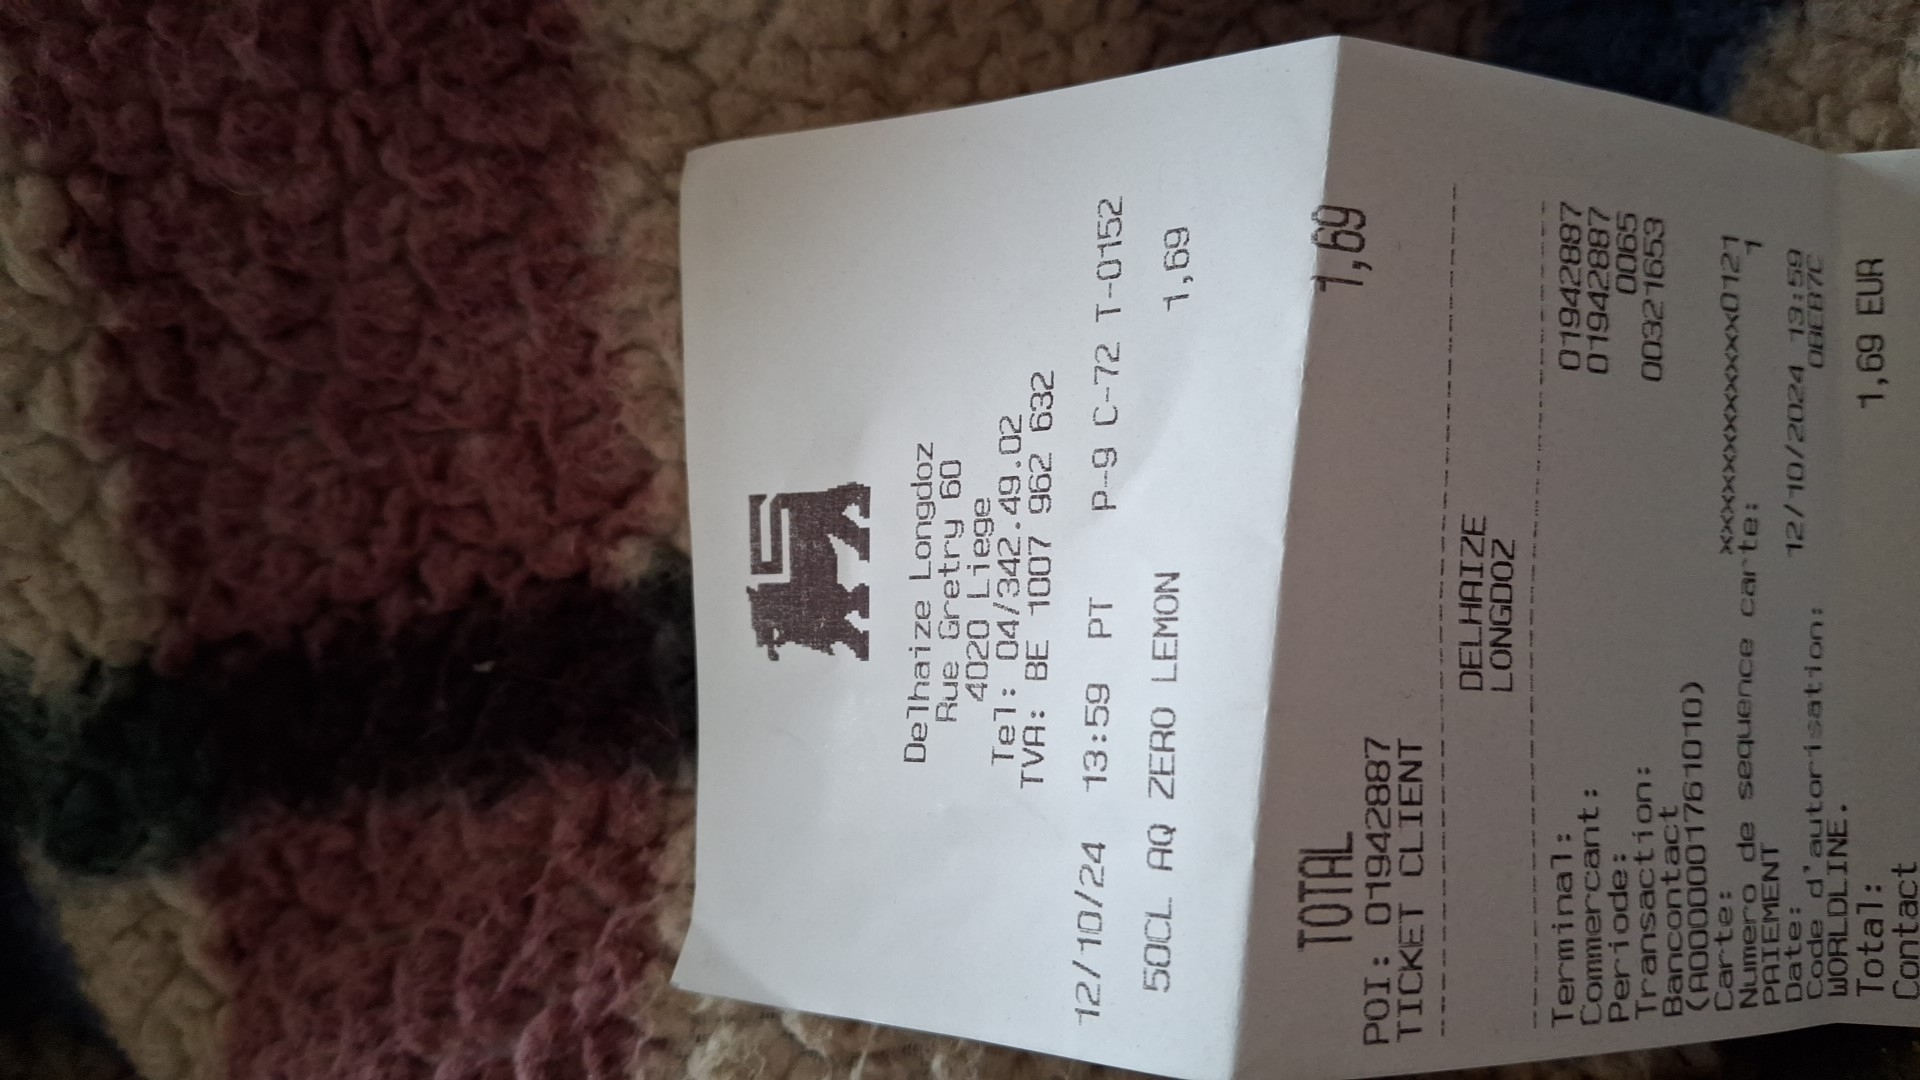 Delhaize Longdoz
Rue Gretry 60
4020 Liege
Tel: 04/342.49.02
TVA: BE 1007 962 632
12/10/24 13:59 PT P-9 C-72 T-0152
50CL AQ ZERO LEMON 1,69
TOTAL 1,69
POI: 01942887
TICKET CLIENT
DELHAIZE
LONGDOZ
Terminal: 01942887
Commercant: 01942887
Periode: 0065
Transaction: 00321653
Bancontact
(A0000001761010)
Carte: xxxxxxxxxxxxx0121
Numero de sequence carte: 1
PAIEMENT
Date: 12/10/2024 13:59
Code d'autorisation: 0BEB7C
WORLDLINE.
Total: 1,69 EUR
Contact